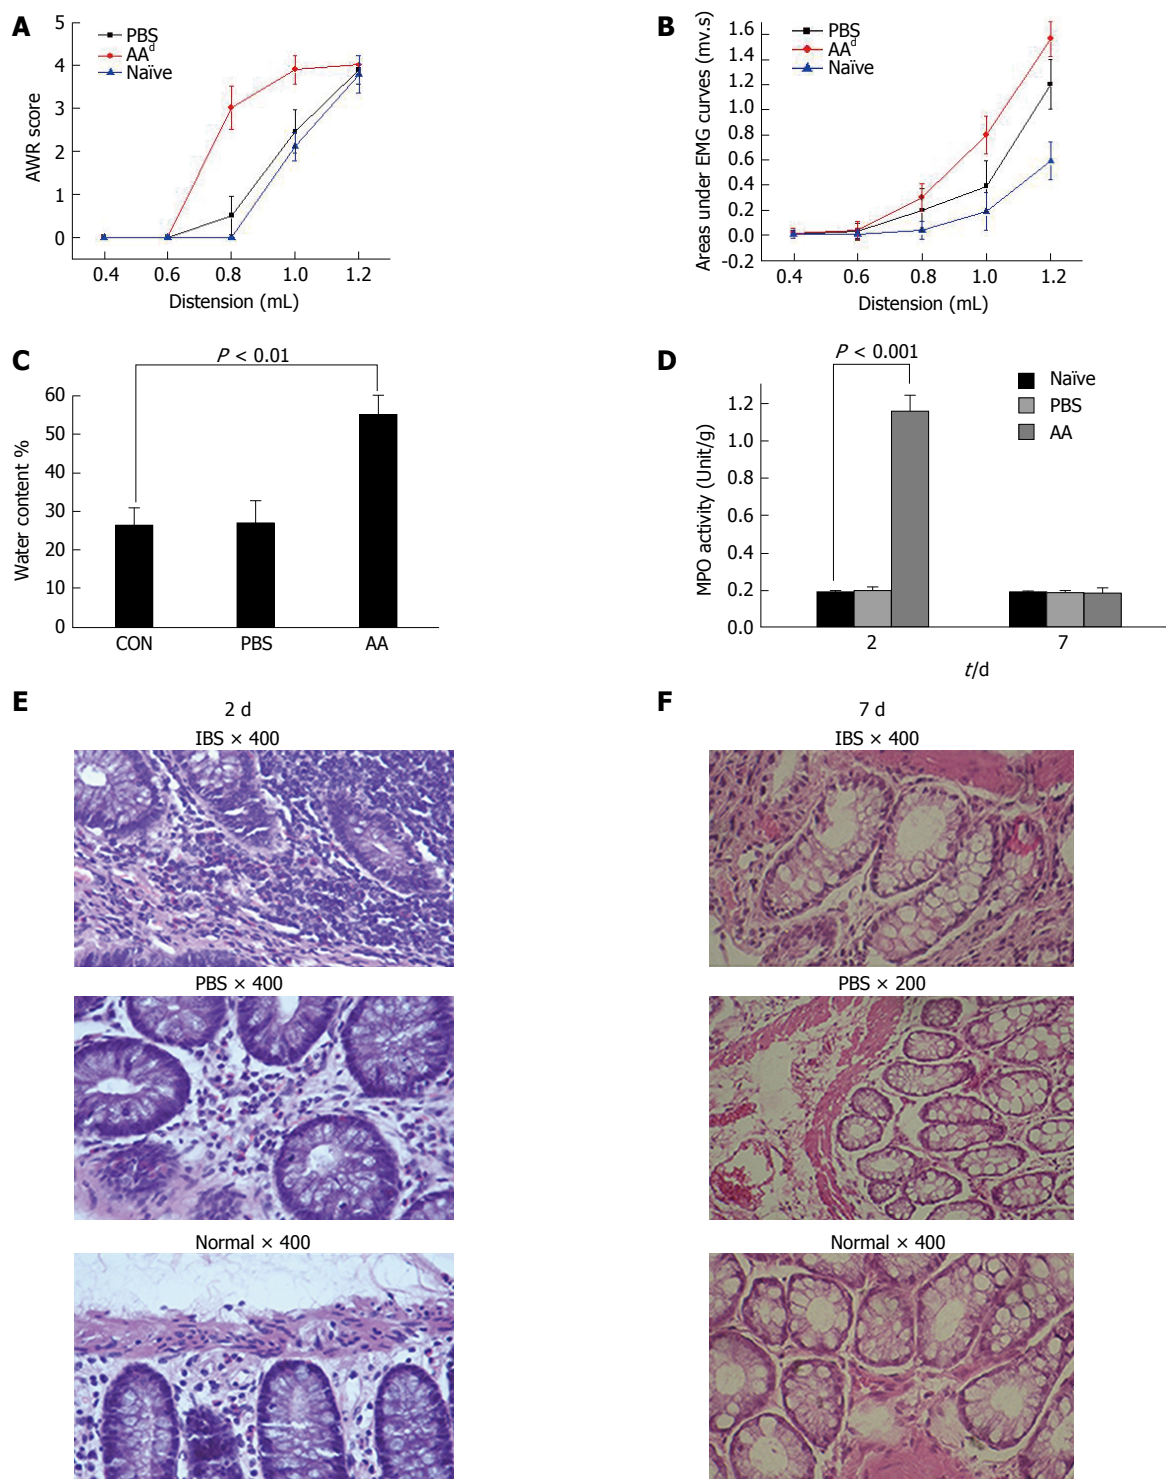 A
PBS
AAd
Naïve
AWR score
5
4
3
2
1
0
0.4 0.6 0.8 1.0 1.2
Distension (mL)
B
PBS
AAd
Naïve
Areas under EMG curves (mv.s)
1.6
1.4
1.2
1.0
0.8
0.6
0.4
0.2
0.0
-0.2
0.4 0.6 0.8 1.0 1.2
Distension (mL)
C
P < 0.01
Water content %
60
50
40
30
20
10
0
CON PBS AA
D
P < 0.001
Naïve
PBS
AA
MPO activity (Unit/g)
1.2
1.0
0.8
0.6
0.4
0.2
0.0
2 7
t/d
E
2 d
IBS × 400
PBS × 400
Normal × 400
F
7 d
IBS × 400
PBS × 200
Normal × 400